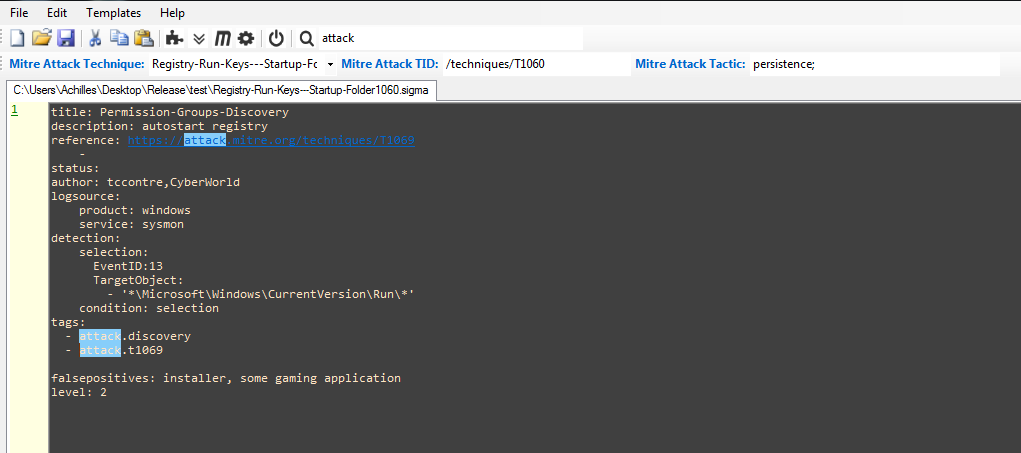 File Edit Templates Help
attack
Mitre Attack Technique: Registry-Run-Keys---Startup-Fc Mitre Attack TID: /techniques/T1060 Mitre Attack Tactic: persistence;
C:\Users\Achilles\Desktop\Release\test\Registry-Run-Keys---Startup-Folder1060.sigma
1 title: Permission-Groups-Discovery
description: autostart registry
reference: https://attack.mitre.org/techniques/T1069
-
status:
author: tccontre,CyberWorld
logsource:
product: windows
service: sysmon
detection:
selection:
EventID:13
TargetObject:
- '*\Microsoft\Windows\CurrentVersion\Run\*'
condition: selection
tags:
- attack.discovery
- attack.t1069
falsepositives: installer, some gaming application
level: 2